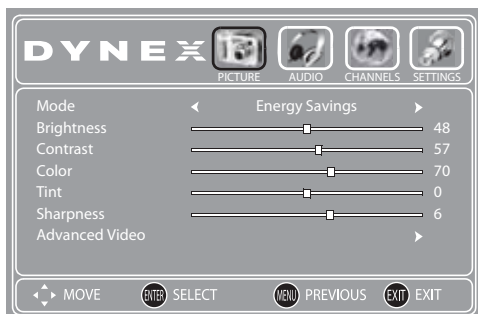 DYNEX
PICTURE AUDIO CHANNELS SETTINGS
Mode Energy Savings
Brightness 48
Contrast 57
Color 70
Tint 0
Sharpness 6
Advanced Video
MOVE ENTER SELECT MENU PREVIOUS EXIT EXIT